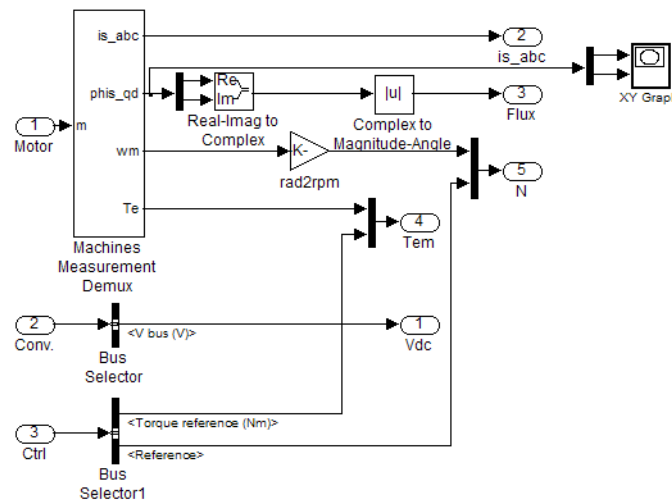 is_abc
2
is_abc
phis_qd
Re
Im
Real-Imag to
Complex
|u|
Complex to
Magnitude-Angle
3
Flux
XY Grap
1
Motor
m
wm
K-
rad2rpm
5
N
Te
4
Tem
Machines
Measurement
Demux
2
Conv.
<V bus (V)>
Bus
Selector
1
Vdc
3
Ctrl
<Torque reference (Nm)>
<Reference>
Bus
Selector1